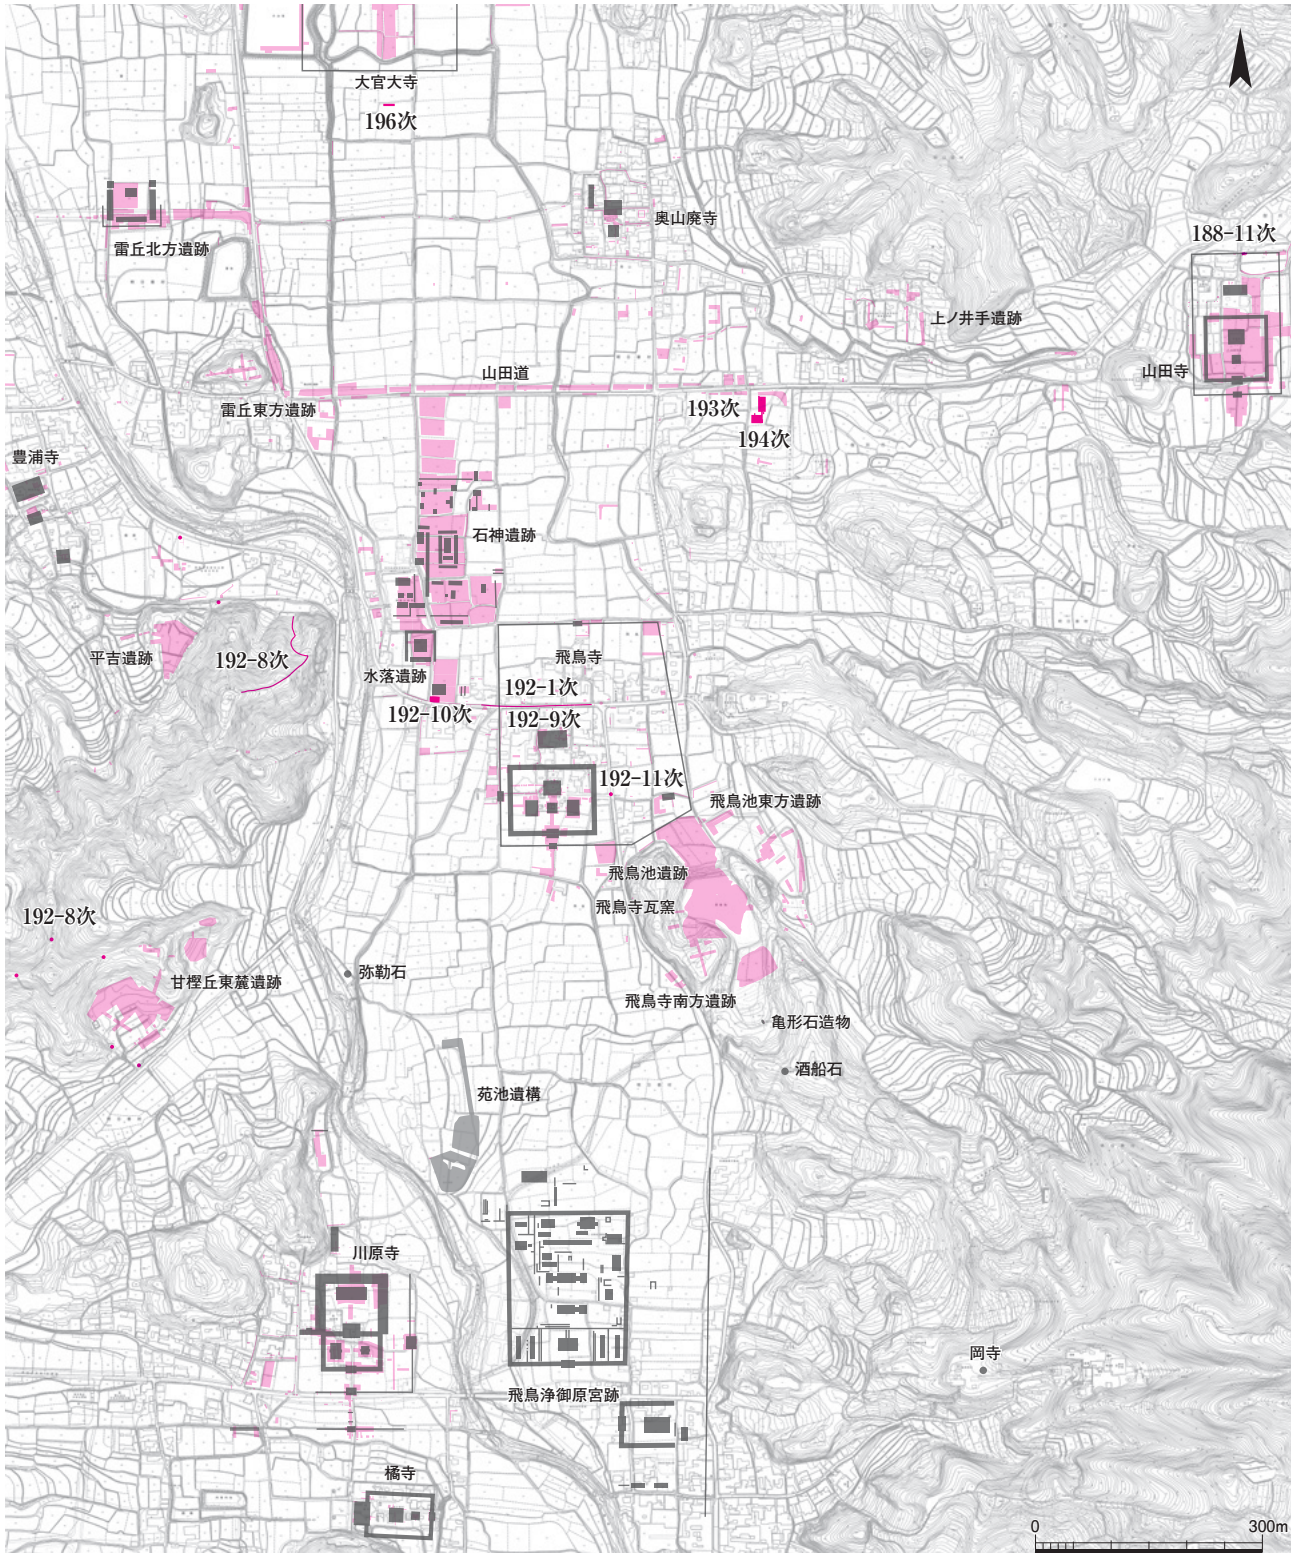 大官大寺
196次
奥山廃寺
188-11次
雷丘北方遺跡
上ノ井手遺跡
山田道
山田寺
雷丘東方遺跡
193次
194次
豊浦寺
石神遺跡
平吉遺跡
192-8次
水落遺跡
飛鳥寺
192-1次
192-10次
192-9次
192-11次
飛鳥池東方遺跡
飛鳥池遺跡
飛鳥寺瓦窯
192-8次
弥勒石
甘樫丘東麓遺跡
飛鳥寺南方遺跡
亀形石造物
酒船石
苑池遺構
川原寺
岡寺
飛鳥浄御原宮跡
橘寺
0 300m